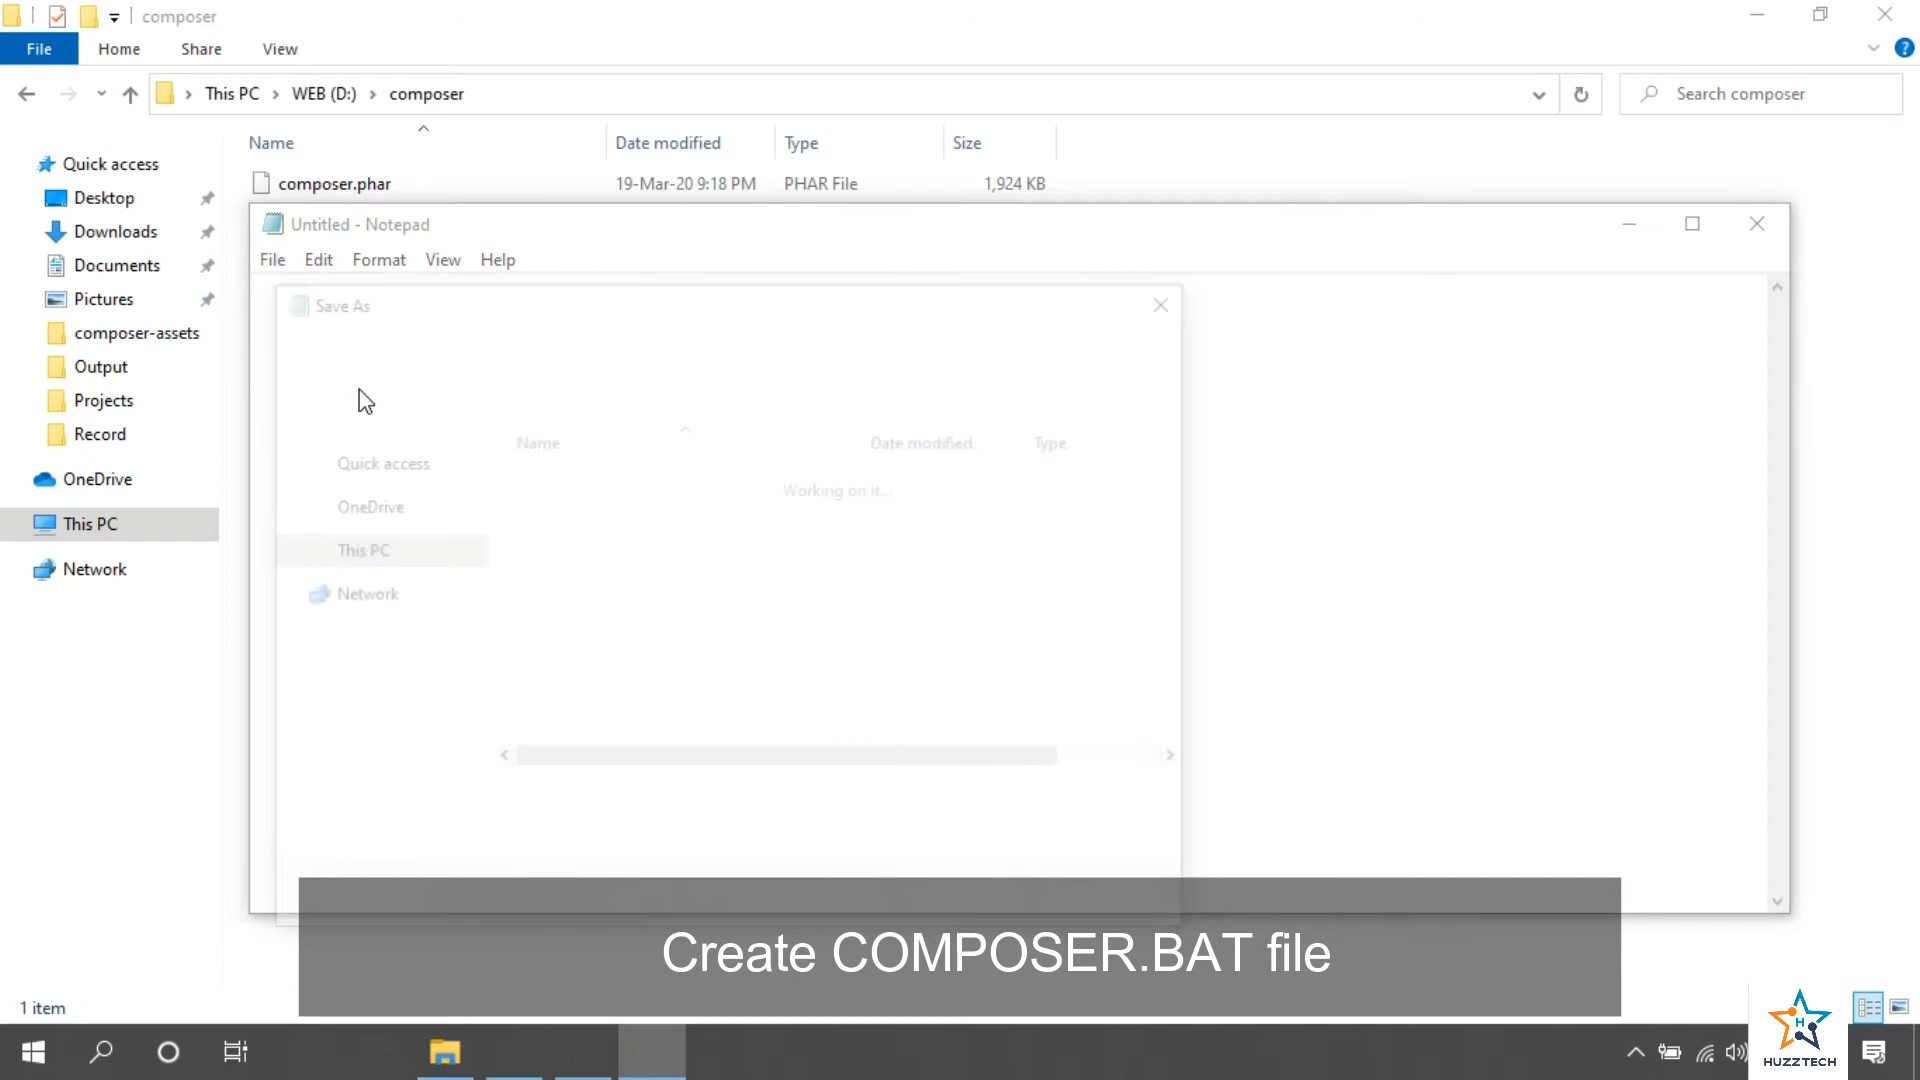 composer
File Home Share View
This PC > WEB (D:) > composer
Search composer
Name Date modified Type Size
Quick access
composer.phar 19-Mar-20 9:18 PM PHAR File 1,924 KB
Desktop
Downloads
Documents
Pictures
composer-assets
Output
Projects
Record
OneDrive
This PC
Network
Untitled - Notepad
File Edit Format View Help
Save As
Name Date modified Type
Quick access
Working on it...
OneDrive
This PC
Network
Create COMPOSER.BAT file
1 item
H
HUZZTECH